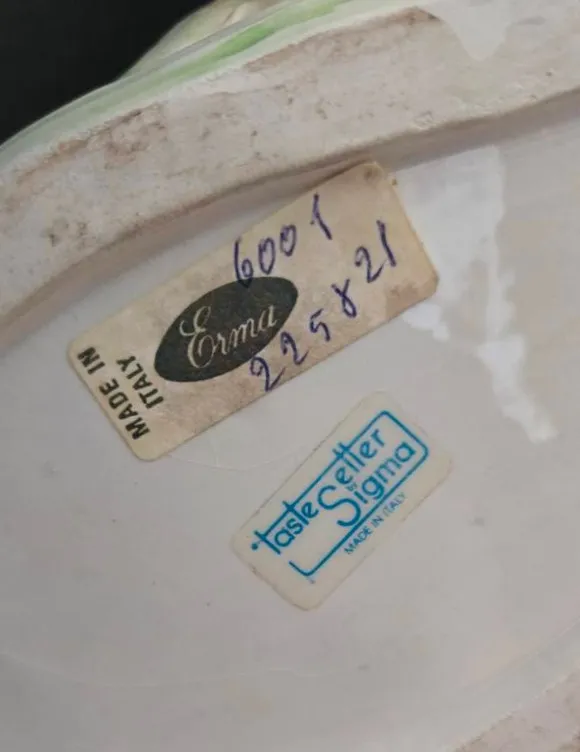 MADE IN
ITALY
Erma
6001
225821
taste Setter
by
Sigma
MADE IN ITALY